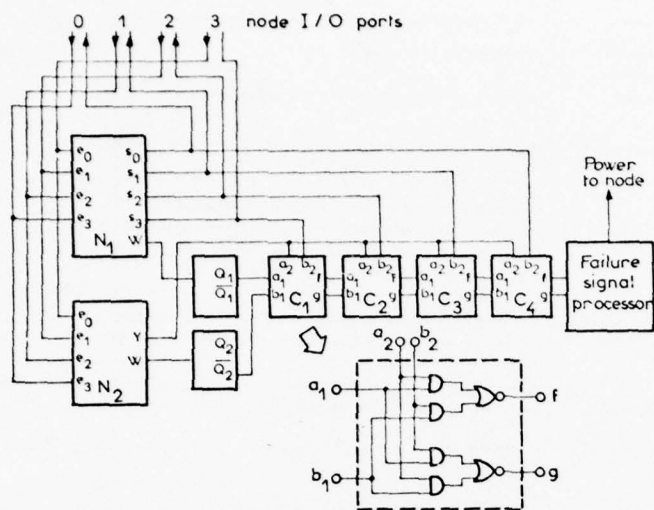 0 1 2 3 node I/O ports
e0 s0
e1 s1
e2 s2
e3 s3
N1 W
Power
to node
Q1
Q1
a2 b2
a1 f
b1 C1 g
a2 b2
a1 f
b1 C2 g
a2 b2
a1 f
b1 C3 g
a2 b2
a1 f
b1 C4 g
Failure
signal
processor
e0
e1 Y
e2 W
e3 N2
Q2
Q2
a2 b2
a1 f
b1 g